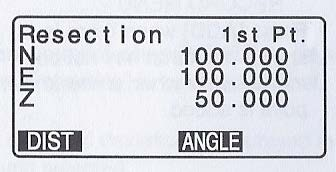 Resection 1st Pt.
N 100.000
E 100.000
Z 50.000
DIST ANGLE